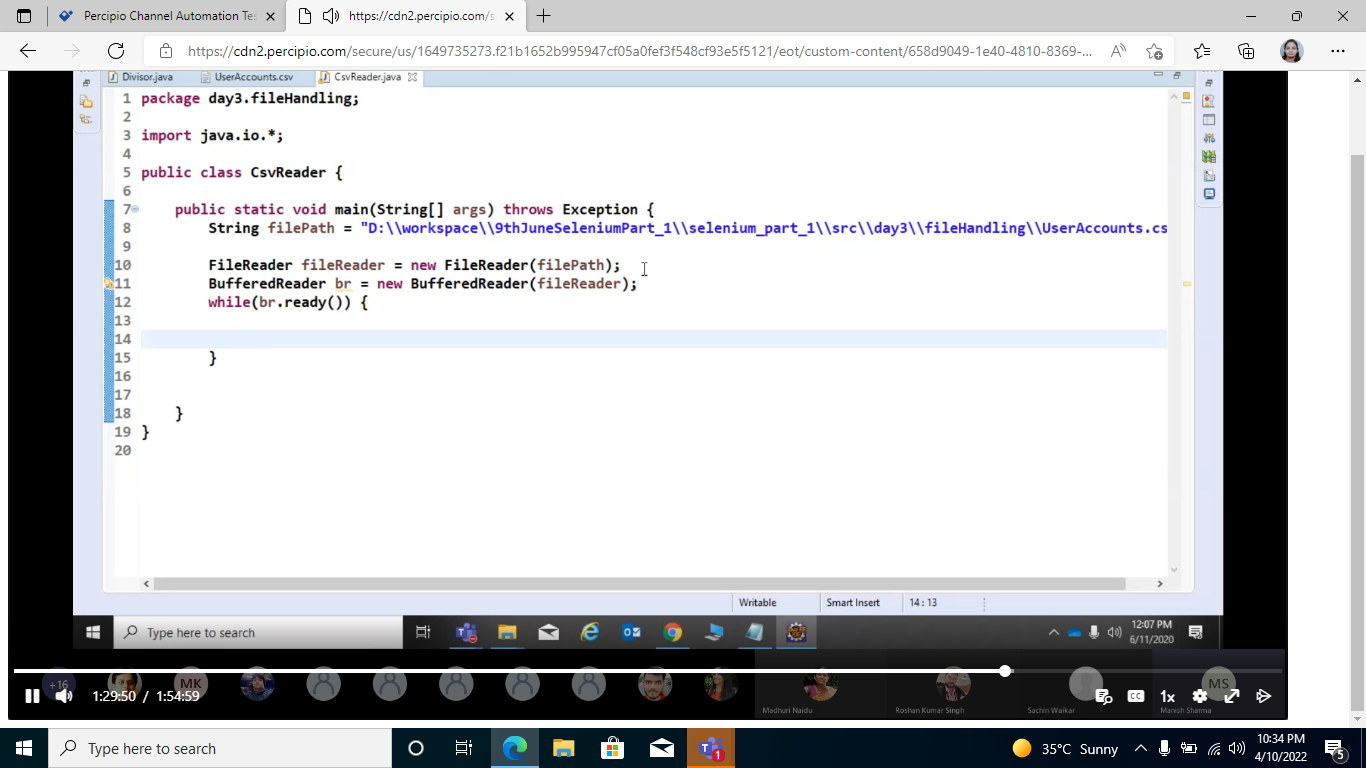 Percipio Channel Automation Tes
https://cdn2.percipio.com/s
https://cdn2.percipio.com/secure/us/1649735273.f21b1652b995947cf05a0fef3f548cf93e5f5121/eot/custom-content/658d9049-1e40-4810-8369-...
Divisor.java UserAccounts.csv CsvReader.java
1 package day3.fileHandling;
2
3 import java.io.*;
4
5 public class CsvReader {
6
7 public static void main(String[] args) throws Exception {
8 String filePath = "D:\\workspace\\9thJuneSeleniumPart_1\\selenium_part_1\\src\\day3\\fileHandling\\UserAccounts.cs
9
10 FileReader fileReader = new FileReader(filePath);
11 BufferedReader br = new BufferedReader(fileReader);
12 while(br.ready()) {
13
14
15 }
16
17
18 }
19 }
20
Writable Smart Insert 14 : 13
Type here to search
12:07 PM
6/11/2020
+16 MK MS
1:29:50 / 1:54:59 CC 1x
Madhuri Naidu Roshan Kumar Singh Sachin Waikar Manish Sharma
Type here to search
1
35°C Sunny
10:34 PM
4/10/2022
5